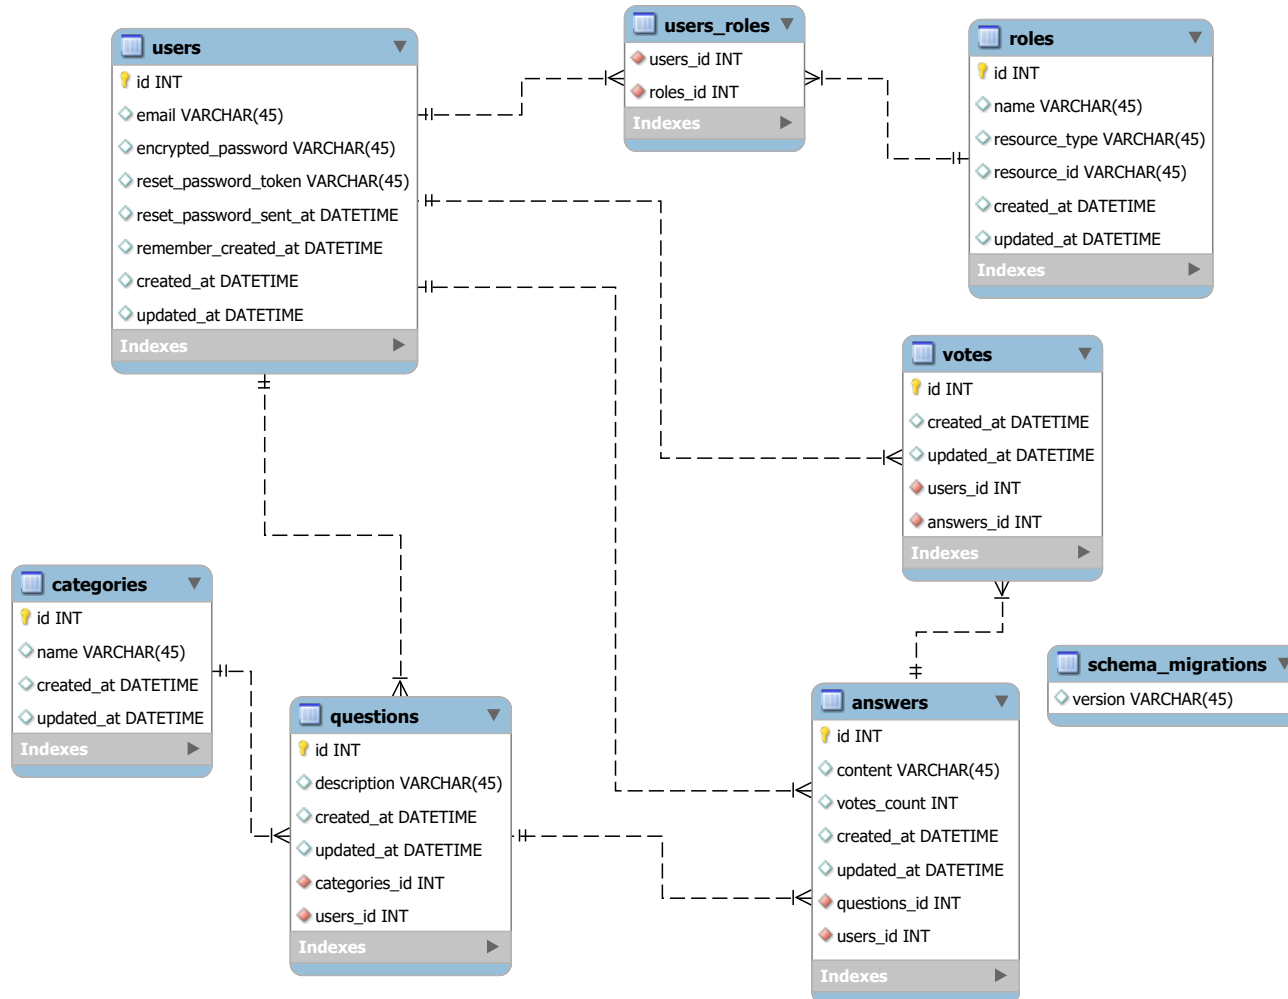 users
id INT
email VARCHAR(45)
encrypted_password VARCHAR(45)
reset_password_token VARCHAR(45)
reset_password_sent_at DATETIME
remember_created_at DATETIME
created_at DATETIME
updated_at DATETIME
Indexes
users_roles
users_id INT
roles_id INT
Indexes
roles
id INT
name VARCHAR(45)
resource_type VARCHAR(45)
resource_id VARCHAR(45)
created_at DATETIME
updated_at DATETIME
Indexes
votes
id INT
created_at DATETIME
updated_at DATETIME
users_id INT
answers_id INT
Indexes
categories
id INT
name VARCHAR(45)
created_at DATETIME
updated_at DATETIME
Indexes
questions
id INT
description VARCHAR(45)
created_at DATETIME
updated_at DATETIME
categories_id INT
users_id INT
Indexes
answers
id INT
content VARCHAR(45)
votes_count INT
created_at DATETIME
updated_at DATETIME
questions_id INT
users_id INT
Indexes
schema_migrations
version VARCHAR(45)